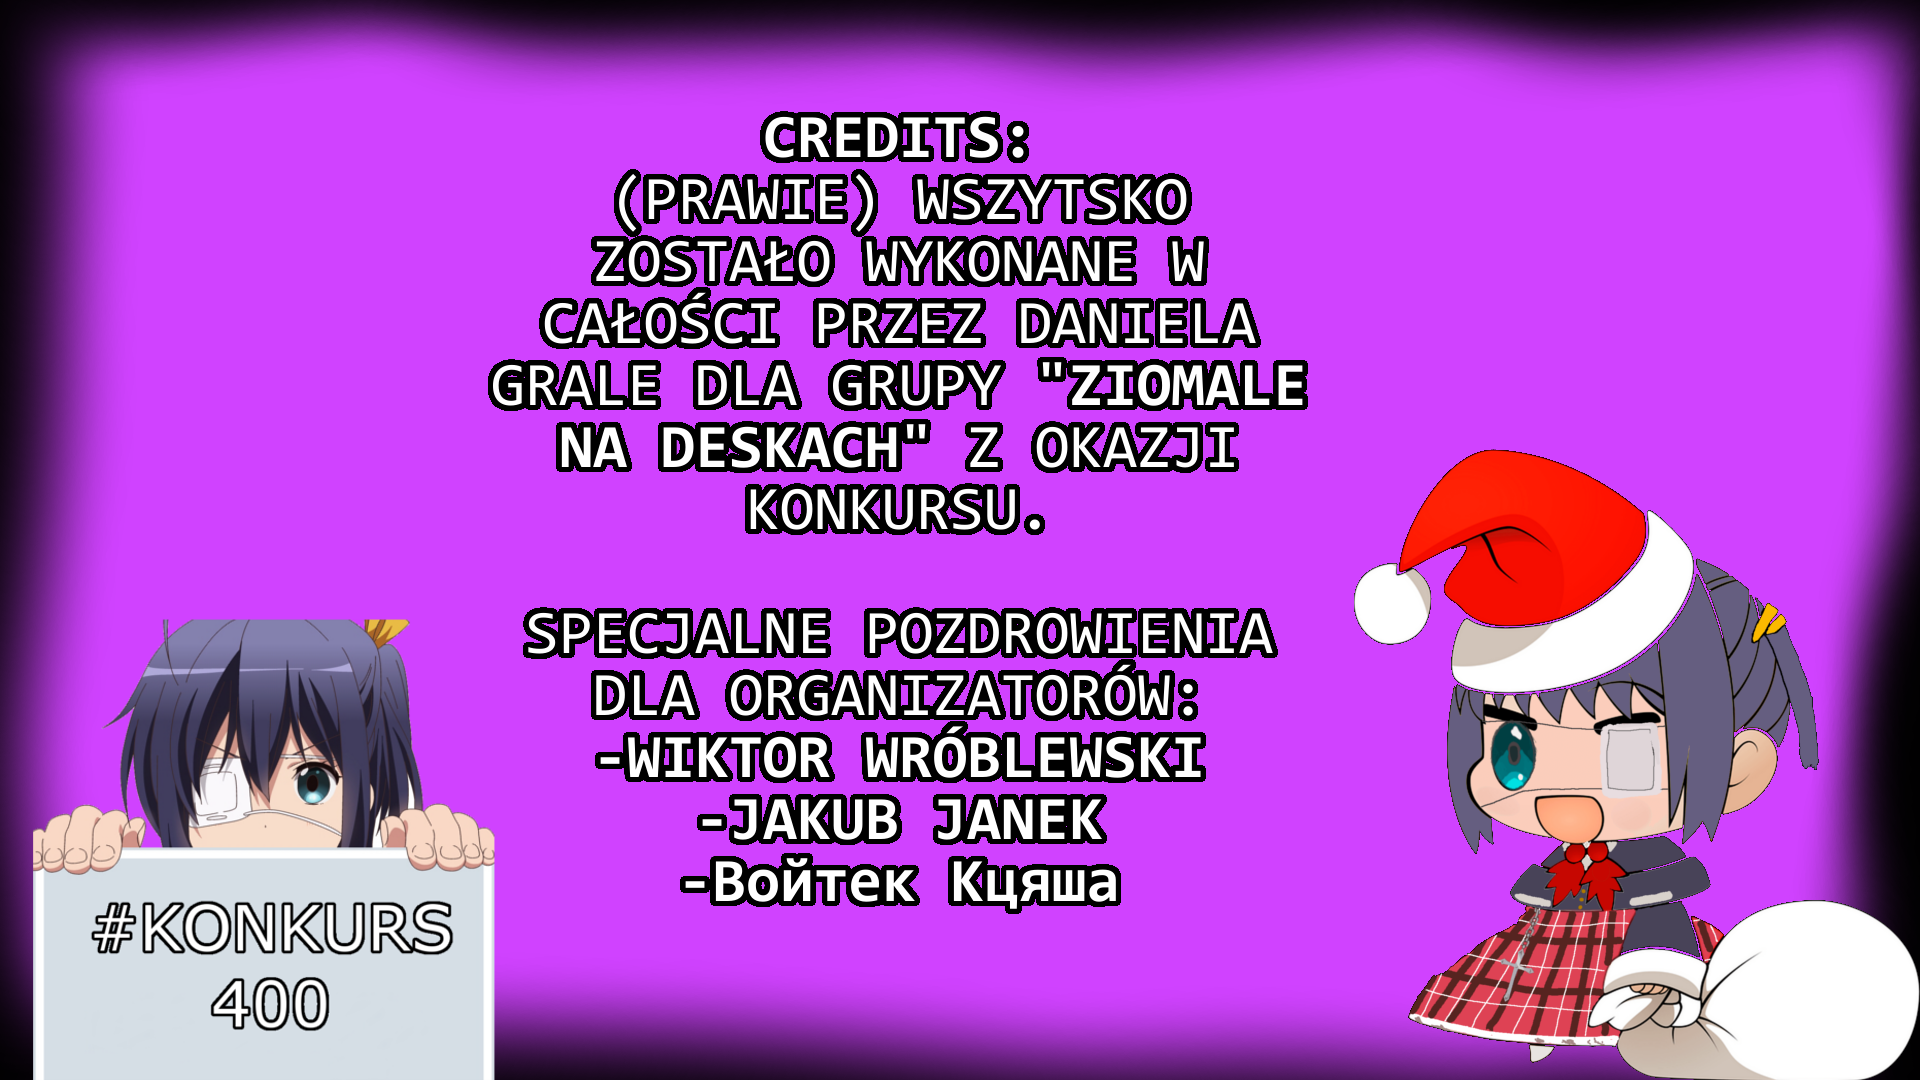 CREDITS:
(PRAWIE) WSZYTSKO
ZOSTAŁO WYKONANE W
CAŁOŚCI PRZEZ DANIELA
GRALE DLA GRUPY "ZIOMALE
NA DESKACH" Z OKAZJI
KONKURSU.
SPECJALNE POZDROWIENIA
DLA ORGANIZATORÓW:
-WIKTOR WRÓBLEWSKI
-JAKUB JANEK
-Войтек Кцяша
#KONKURS
400